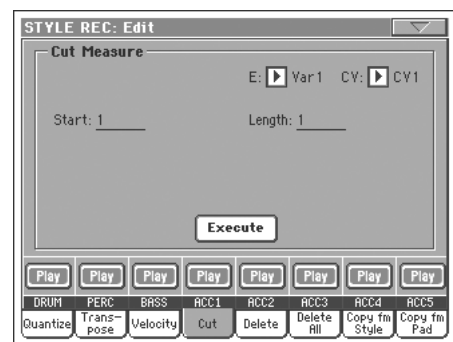 STYLE REC: Edit
Cut Measure
E: Var1 CV: CV1
Start: 1 Length: 1
Execute
Play Play Play Play Play Play Play Play
DRUM PERC BASS ACC1 ACC2 ACC3 ACC4 ACC5
Quantize Trans- Velocity Cut Delete Delete Copy fm Copy fm
pose All Style Pad